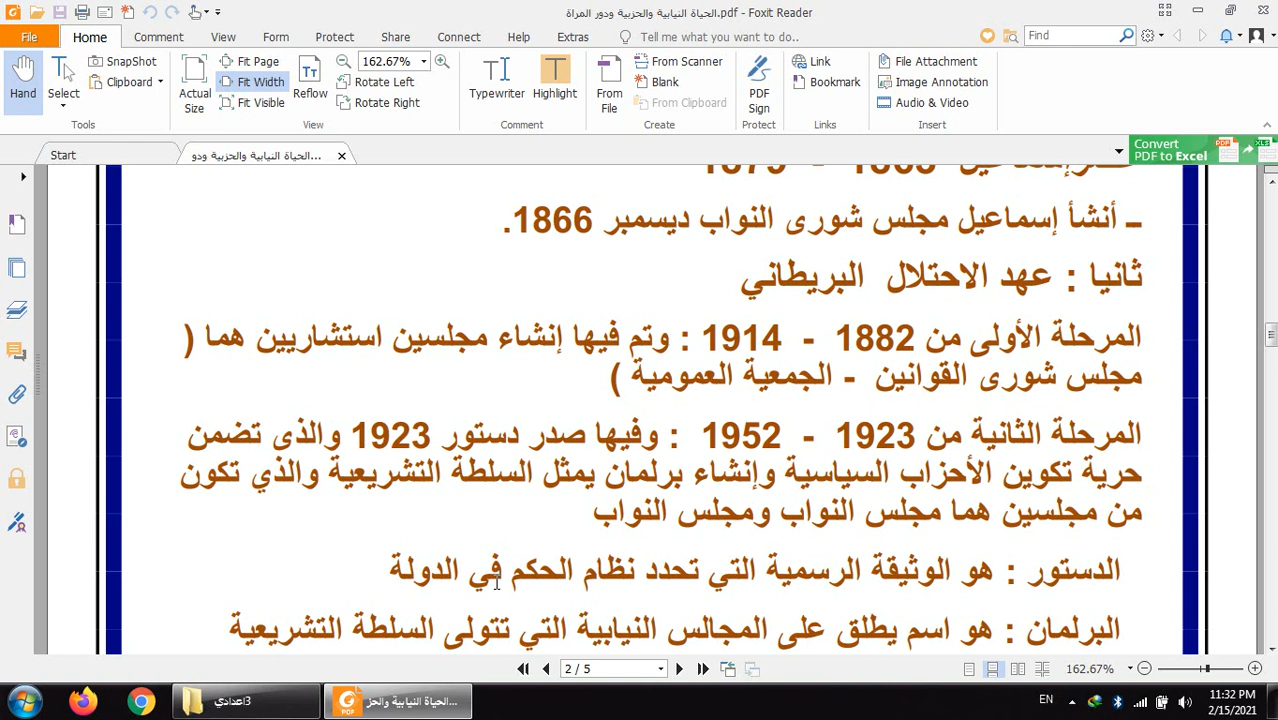 الحياة النيابية والحزبية ودور المراة.pdf - Foxit Reader
File Home Comment View Form Protect Share Connect Help Extras Tell me what you want to do... Find
Hand
Select
SnapShot
Clipboard
Tools
Actual Size
Fit Page
Fit Width
Fit Visible
Reflow
162.67%
Rotate Left
Rotate Right
View
Typewriter
Highlight
Comment
From File
From Scanner
Blank
From Clipboard
Create
PDF Sign
Protect
Link
Bookmark
Links
File Attachment
Image Annotation
Audio & Video
Insert
Start
الحياة النيابية والحزبية ودو...
Convert
PDF to Excel
ـ أنشأ إسماعيل مجلس شورى النواب ديسمبر 1866.
ثانيا : عهد الاحتلال البريطاني
المرحلة الأولى من 1882 - 1914 : وتم فيها إنشاء مجلسين استشاريين هما (
مجلس شورى القوانين - الجمعية العمومية )
المرحلة الثانية من 1923 - 1952 : وفيها صدر دستور 1923 والذى تضمن
حرية تكوين الأحزاب السياسية وإنشاء برلمان يمثل السلطة التشريعية والذي تكون
من مجلسين هما مجلس النواب ومجلس النواب
الدستور : هو الوثيقة الرسمية التي تحدد نظام الحكم في الدولة
البرلمان : هو اسم يطلق على المجالس النيابية التي تتولى السلطة التشريعية
2 / 5
162.67%
3اعدادي
الحياة النيابية والحز...
EN
11:32 PM
2/15/2021